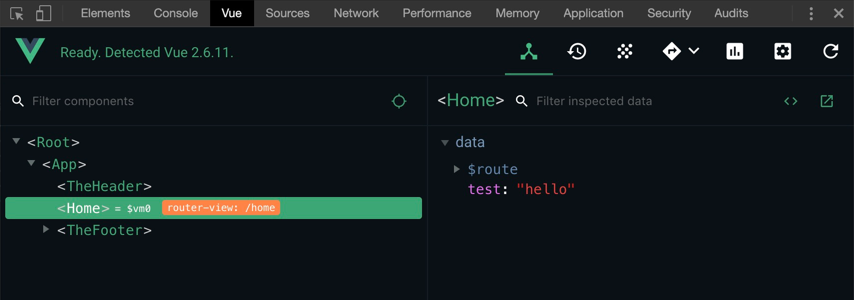 Elements Console Vue Sources Network Performance Memory Application Security Audits
Ready. Detected Vue 2.6.11.
Filter components
<Home> Filter inspected data
<Root>
<App>
<TheHeader>
<Home> = $vm0 router-view: /home
<TheFooter>
data
$route
test: "hello"